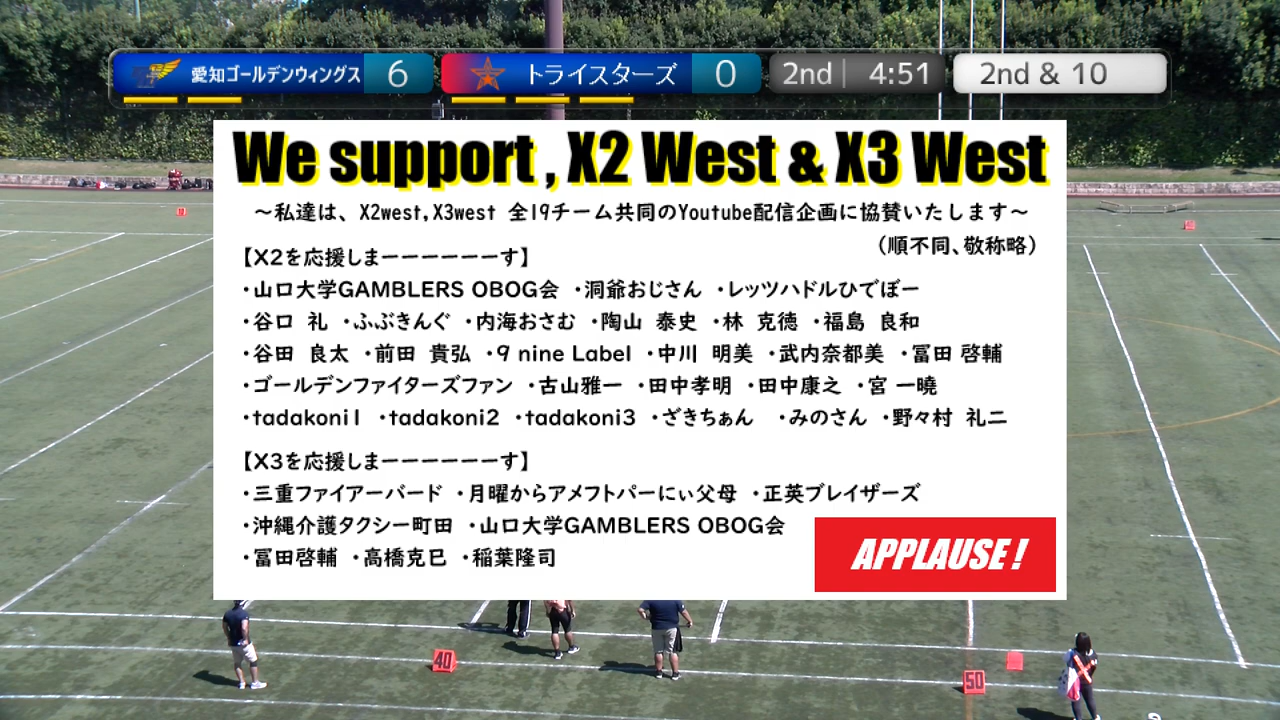 愛知ゴールデンウィングス 6 トライスターズ 0 2nd 4:51 2nd & 10
We support , X2 West & X3 West
～私達は、X2west,X3west 全19チーム共同のYoutube配信企画に協賛いたします～
（順不同、敬称略）
【X2を応援しまーーーーーーす】
・山口大学GAMBLERS OBOG会 ・洞爺おじさん ・レッツハドルひでぼー
・谷口 礼 ・ふぶきんぐ ・内海おさむ ・陶山 泰史 ・林 克徳 ・福島 良和
・谷田 良太 ・前田 貴弘 ・9 nine Label ・中川 明美 ・武内奈都美 ・冨田 啓輔
・ゴールデンファイターズファン ・古山雅一 ・田中孝明 ・田中康之 ・宮 一曉
・tadakoni1 ・tadakoni2 ・tadakoni3 ・ざきちぁん ・みのさん ・野々村 礼二
【X3を応援しまーーーーーーす】
・三重ファイアーバード ・月曜からアメフトパーにぃ父母 ・正英ブレイザーズ
・沖縄介護タクシー町田 ・山口大学GAMBLERS OBOG会
・冨田啓輔 ・高橋克巳 ・稲葉隆司
APPLAUSE !
40
50